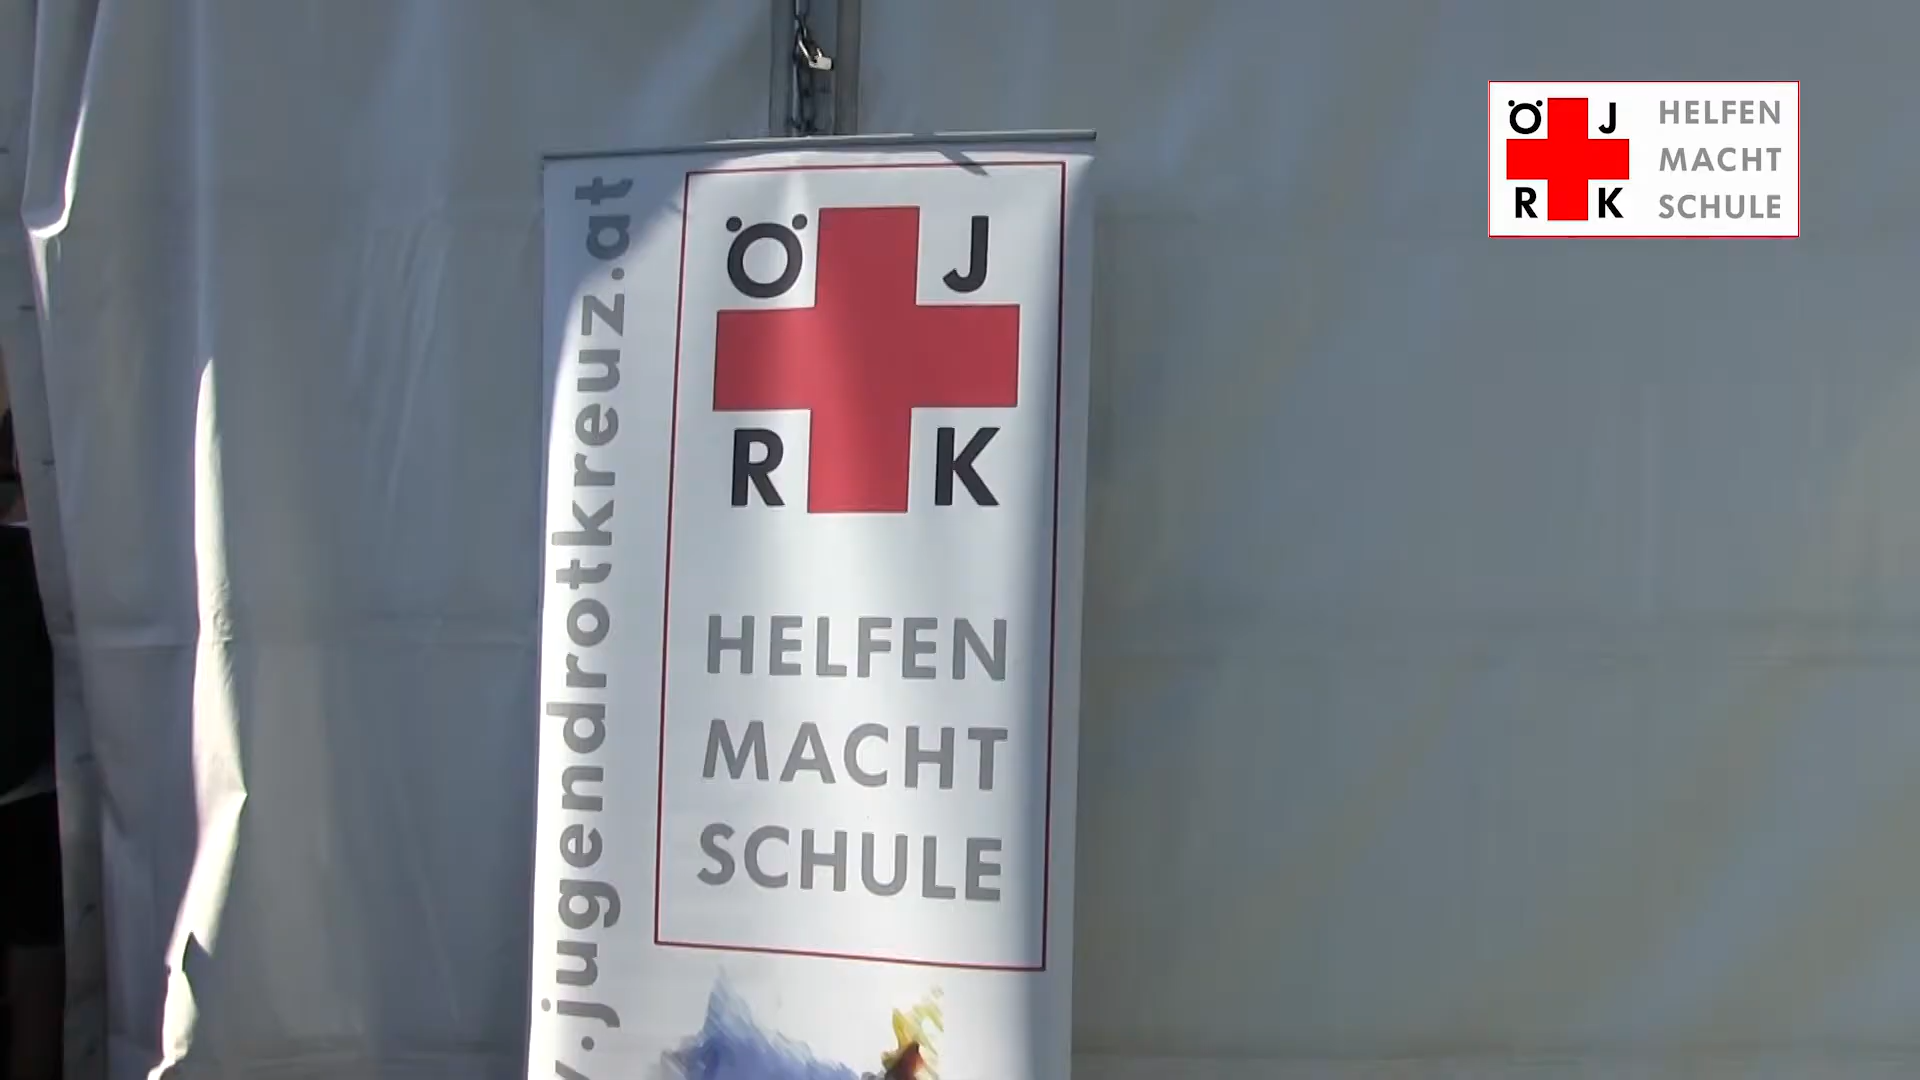 Ö J
R K
HELFEN
MACHT
SCHULE
.jugendrotkreuz.at
Ö J
R K
HELFEN
MACHT
SCHULE